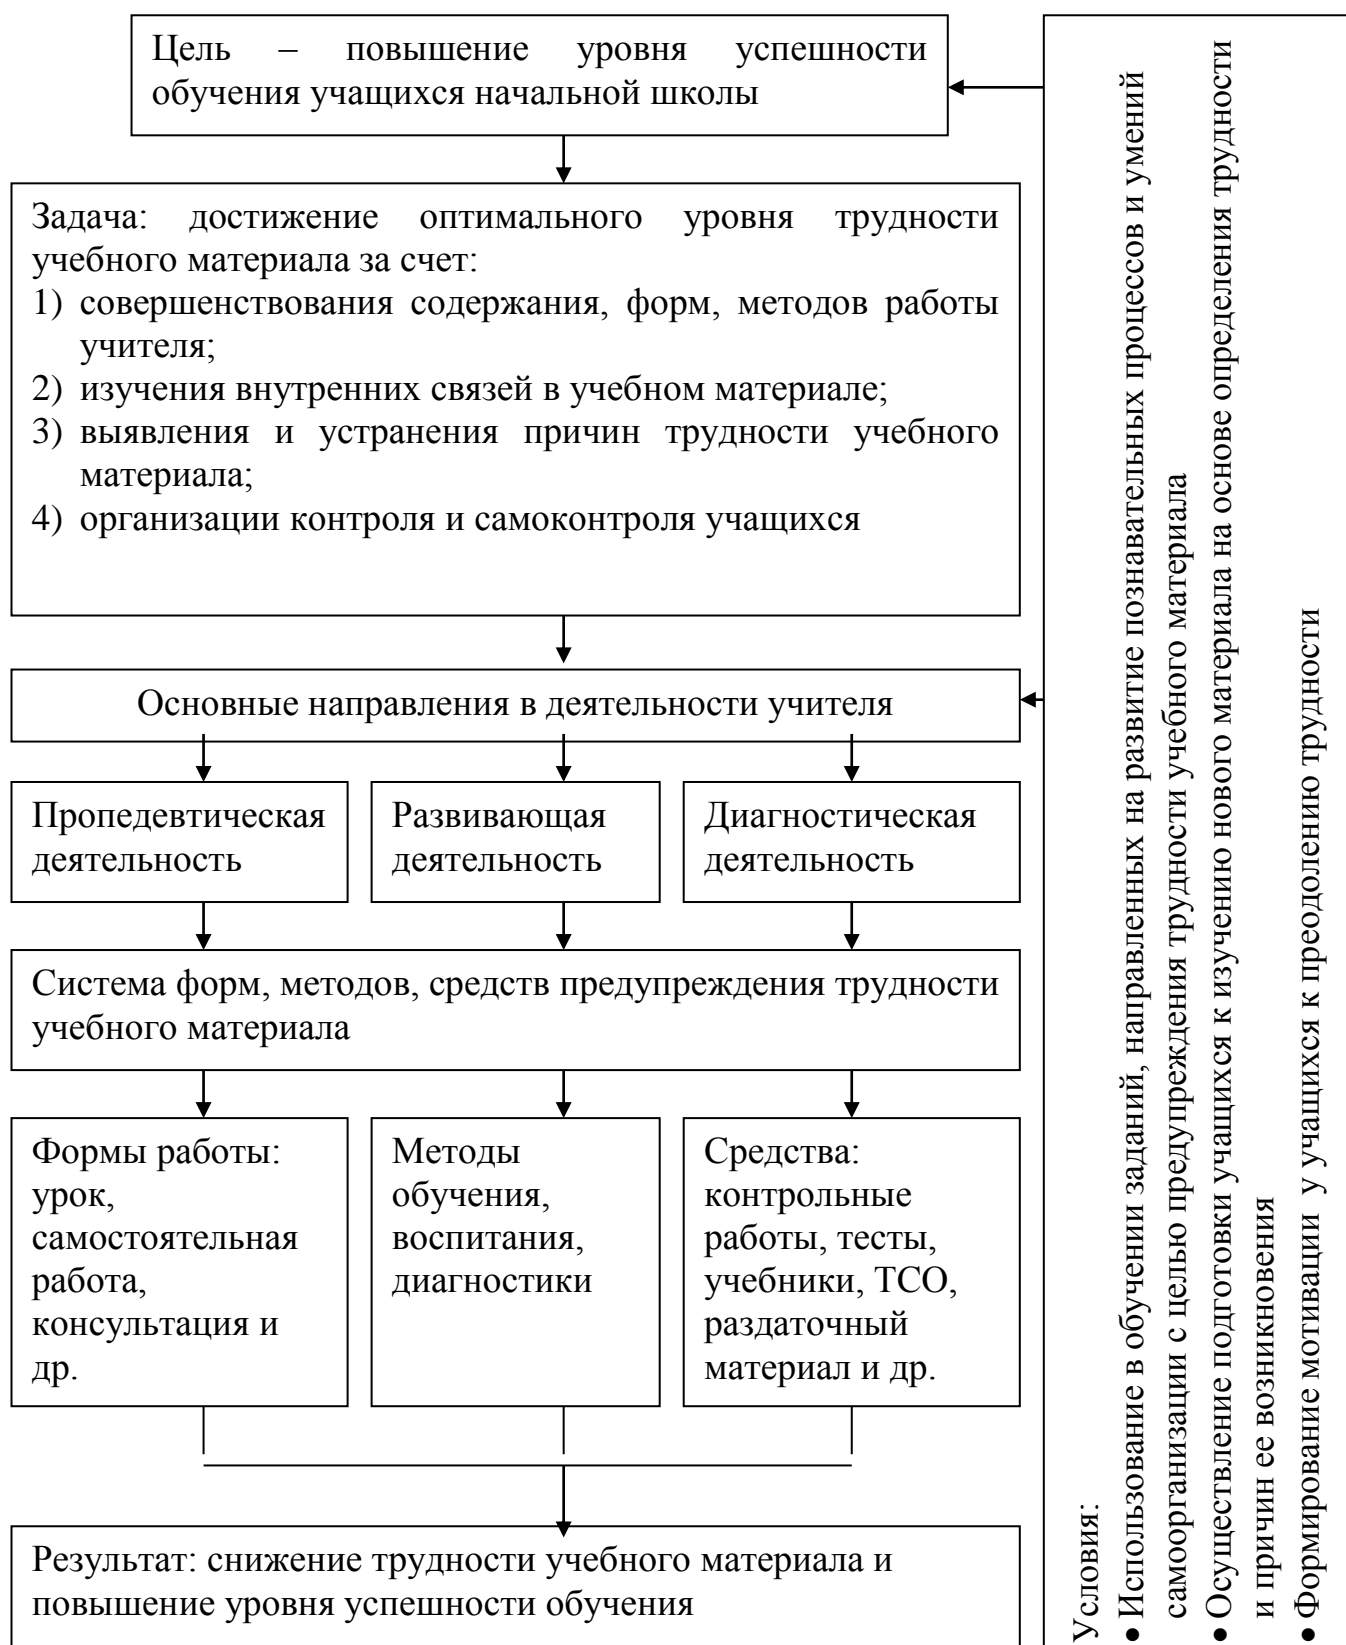 Цель – повышение уровня успешности
обучения учащихся начальной школы
Задача: достижение оптимального уровня трудности
учебного материала за счет:
1) совершенствования содержания, форм, методов работы
учителя;
2) изучения внутренних связей в учебном материале;
3) выявления и устранения причин трудности учебного
материала;
4) организации контроля и самоконтроля учащихся
Основные направления в деятельности учителя
Пропедевтическая
деятельность
Развивающая
деятельность
Диагностическая
деятельность
Система форм, методов, средств предупреждения трудности
учебного материала
Формы работы:
урок,
самостоятельная
работа,
консультация и
др.
Методы
обучения,
воспитания,
диагностики
Средства:
контрольные
работы, тесты,
учебники, ТСО,
раздаточный
материал и др.
Результат: снижение трудности учебного материала и
повышение уровня успешности обучения
Условия:
• Использование в обучении заданий, направленных на развитие познавательных процессов и умений
самоорганизации с целью предупреждения трудности учебного материала
• Осуществление подготовки учащихся к изучению нового материала на основе определения трудности
и причин ее возникновения
• Формирование мотивации у учащихся к преодолению трудности